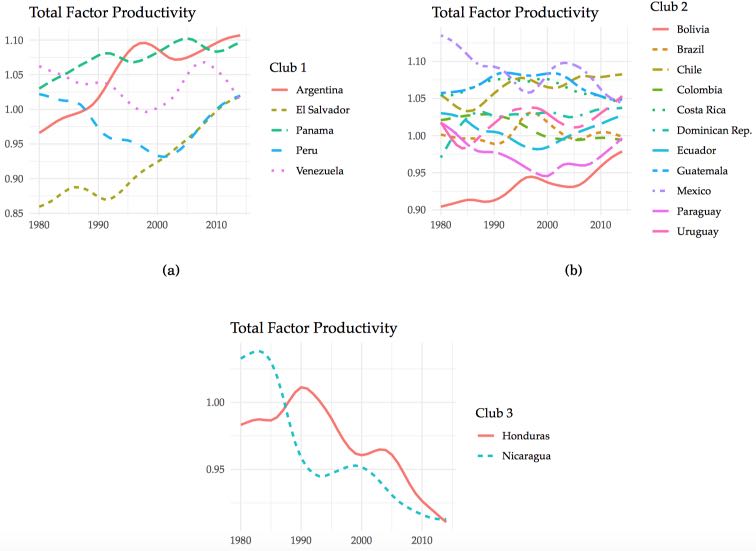 Total Factor Productivity
1.10
1.05
1.00
0.95
0.90
0.85
1980
1990
2000
2010
Club 1
Argentina
El Salvador
Panama
Peru
Venezuela
(a)
Total Factor Productivity
1.10
1.05
1.00
0.95
0.90
1980
1990
2000
2010
Club 2
Bolivia
Brazil
Chile
Colombia
Costa Rica
Dominican Rep.
Ecuador
Guatemala
Mexico
Paraguay
Uruguay
(b)
Total Factor Productivity
1.00
0.95
1980
1990
2000
2010
Club 3
Honduras
Nicaragua